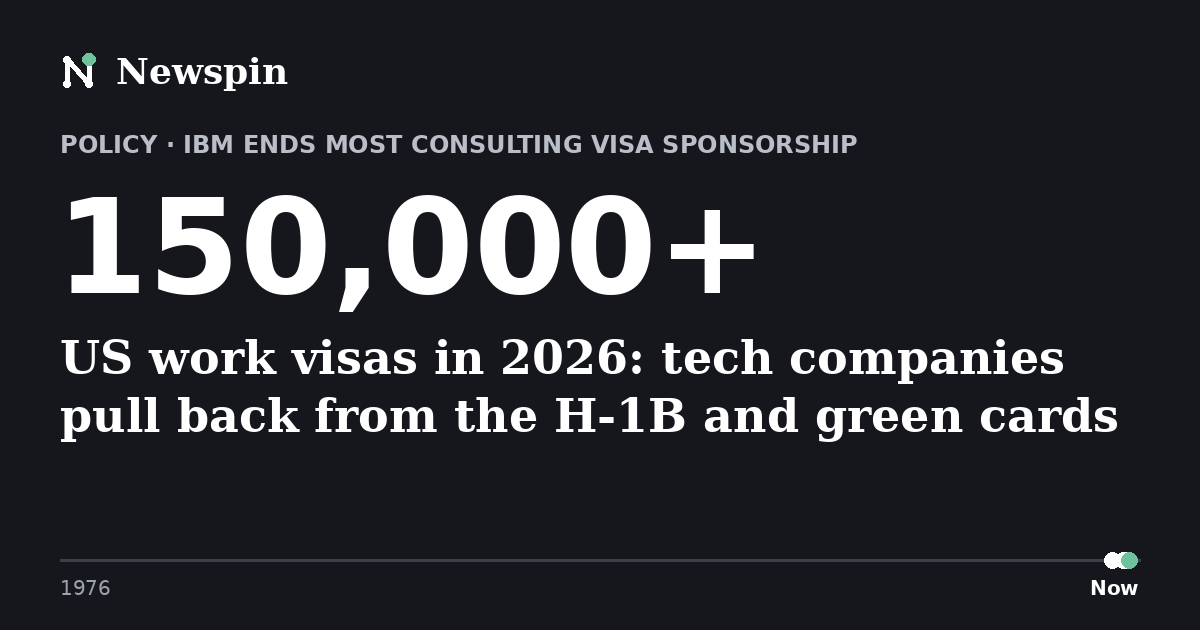 Newspin
POLICY · IBM ENDS MOST CONSULTING VISA SPONSORSHIP
150,000+
US work visas in 2026: tech companies
pull back from the H-1B and green cards
1976
Now